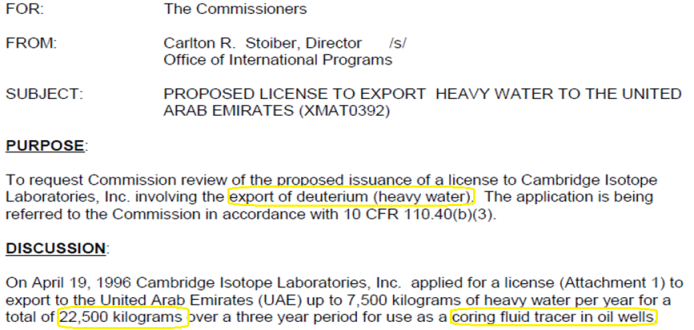 FOR: The Commissioners
FROM: Carlton R. Stoiber, Director /s/
Office of International Programs
SUBJECT: PROPOSED LICENSE TO EXPORT HEAVY WATER TO THE UNITED
ARAB EMIRATES (XMAT0392)
PURPOSE:
To request Commission review of the proposed issuance of a license to Cambridge Isotope
Laboratories, Inc. involving the export of deuterium (heavy water). The application is being
referred to the Commission in accordance with 10 CFR 110.40(b)(3).
DISCUSSION:
On April 19, 1996 Cambridge Isotope Laboratories, Inc. applied for a license (Attachment 1) to
export to the United Arab Emirates (UAE) up to 7,500 kilograms of heavy water per year for a
total of 22,500 kilograms over a three year period for use as a coring fluid tracer in oil wells.